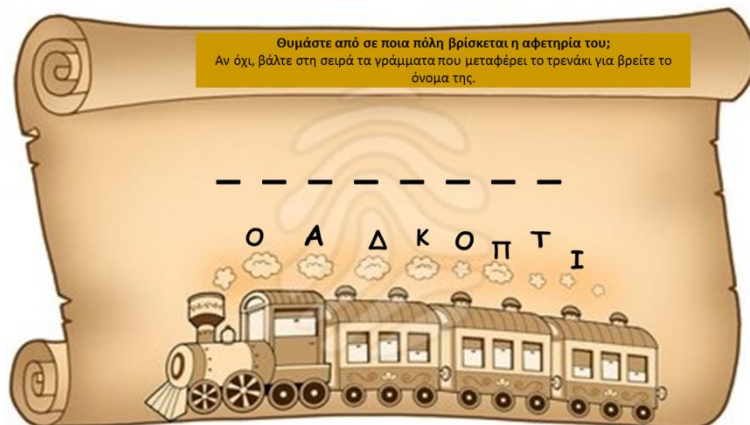 Θυμάστε από σε ποια πόλη βρίσκεται η αφετηρία του;
Αν όχι, βάλτε στη σειρά τα γράμματα που μεταφέρει το τρενάκι για βρείτε το
όνομα της.
_ _ _ _ _ _ _ _
Ο Α Δ Κ Ο Π Τ Ι